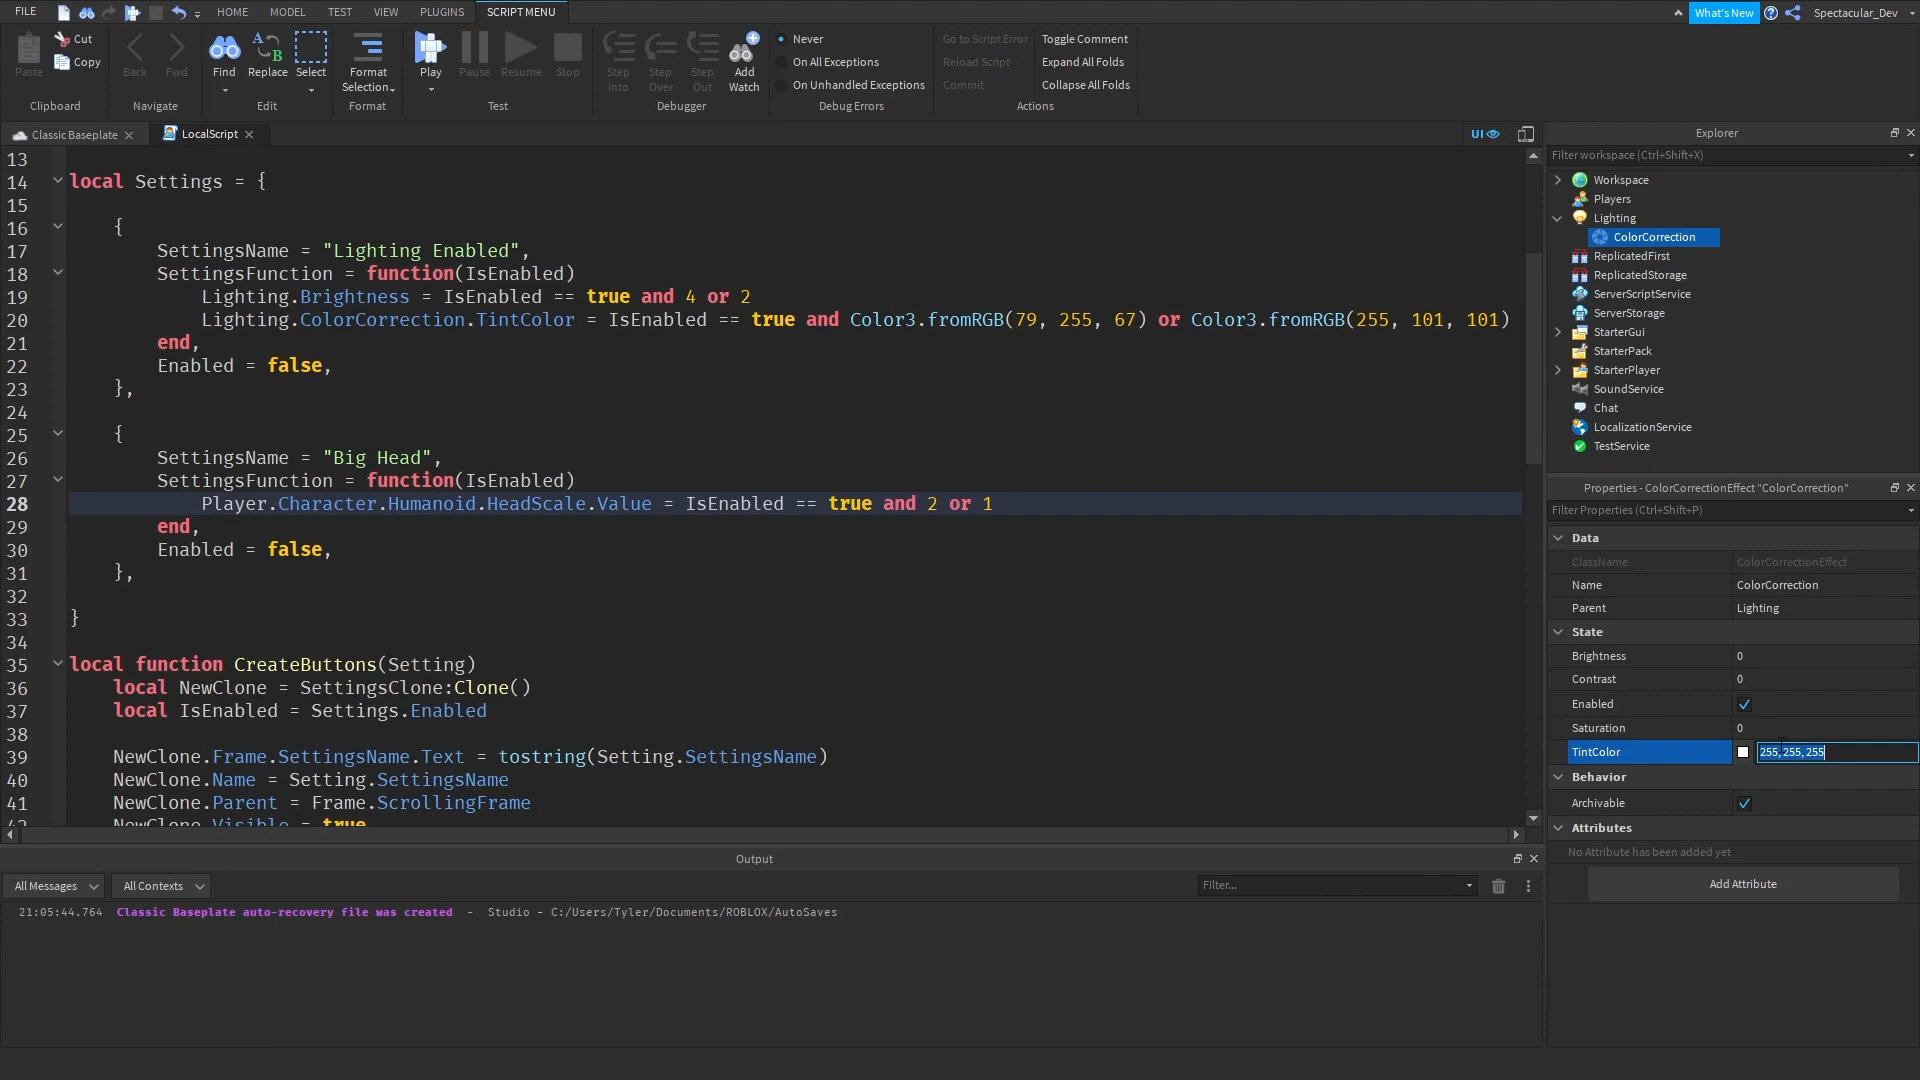 FILE HOME MODEL TEST VIEW PLUGINS SCRIPT MENU What's New Spectacular_Dev
Paste Cut Copy Clipboard
Back Fwd Navigate
Find Replace Select Edit
Format Selection Format
Play Pause Resume Stop Test
Step Into Step Over Step Out Add Watch Debugger
Never
On All Exceptions
On Unhandled Exceptions
Debug Errors
Go to Script Error Toggle Comment
Reload Script Expand All Folds
Commit Collapse All Folds
Actions
Classic Baseplate LocalScript UI
13
14 local Settings = {
15
16 {
17 SettingsName = "Lighting Enabled",
18 SettingsFunction = function(IsEnabled)
19 Lighting.Brightness = IsEnabled == true and 4 or 2
20 Lighting.ColorCorrection.TintColor = IsEnabled == true and Color3.fromRGB(79, 255, 67) or Color3.fromRGB(255, 101, 101)
21 end,
22 Enabled = false,
23 },
24
25 {
26 SettingsName = "Big Head",
27 SettingsFunction = function(IsEnabled)
28 Player.Character.Humanoid.HeadScale.Value = IsEnabled == true and 2 or 1
29 end,
30 Enabled = false,
31 },
32
33 }
34
35 local function CreateButtons(Setting)
36 local NewClone = SettingsClone:Clone()
37 local IsEnabled = Settings.Enabled
38
39 NewClone.Frame.SettingsName.Text = tostring(Setting.SettingsName)
40 NewClone.Name = Setting.SettingsName
41 NewClone.Parent = Frame.ScrollingFrame
42 NewClone.Visible = true
Output
All Messages All Contexts Filter...
21:05:44.764 Classic Baseplate auto-recovery file was created - Studio - C:/Users/Tyler/Documents/ROBLOX/AutoSaves
Explorer
Filter workspace (Ctrl+Shift+X)
Workspace
Players
Lighting
ColorCorrection
ReplicatedFirst
ReplicatedStorage
ServerScriptService
ServerStorage
StarterGui
StarterPack
StarterPlayer
SoundService
Chat
LocalizationService
TestService
Properties - ColorCorrectionEffect "ColorCorrection"
Filter Properties (Ctrl+Shift+P)
Data
ClassName ColorCorrectionEffect
Name ColorCorrection
Parent Lighting
State
Brightness 0
Contrast 0
Enabled
Saturation 0
TintColor 255, 255, 255
Behavior
Archivable
Attributes
No Attribute has been added yet
Add Attribute